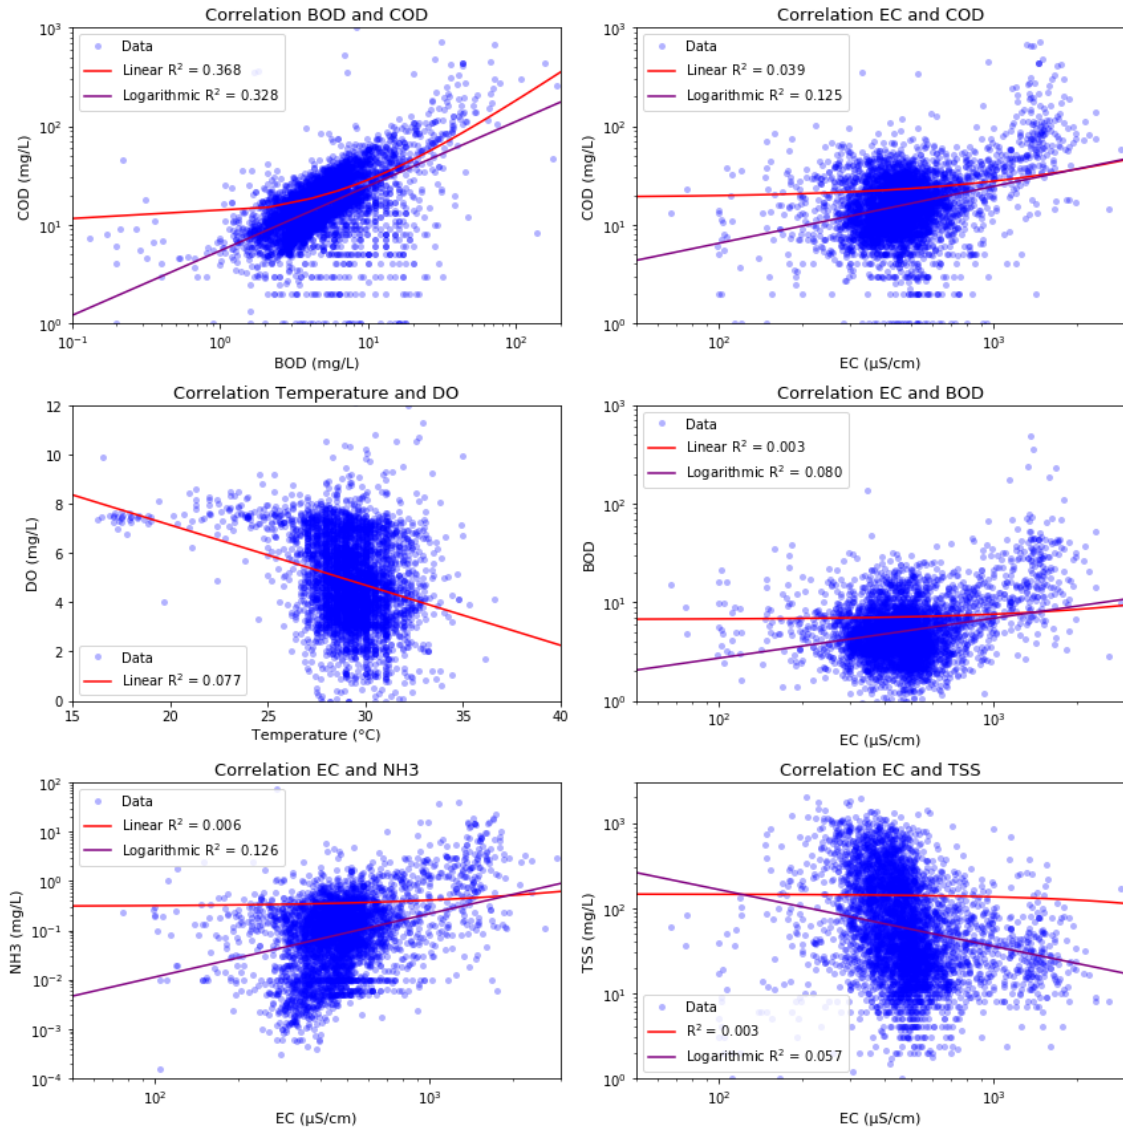 Correlation BOD and COD
Data
Linear R² = 0.368
Logarithmic R² = 0.328
COD (mg/L)
10³
10²
10¹
10⁰
10⁻¹
10⁰
10¹
10²
BOD (mg/L)
Correlation EC and COD
Data
Linear R² = 0.039
Logarithmic R² = 0.125
COD (mg/L)
10³
10²
10¹
10⁰
10²
10³
EC (µS/cm)
Correlation Temperature and DO
Data
Linear R² = 0.077
DO (mg/L)
12
10
8
6
4
2
0
15
20
25
30
35
40
Temperature (°C)
Correlation EC and BOD
Data
Linear R² = 0.003
Logarithmic R² = 0.080
BOD
10³
10²
10¹
10⁰
10²
10³
EC (µS/cm)
Correlation EC and NH3
Data
Linear R² = 0.006
Logarithmic R² = 0.126
NH3 (mg/L)
10²
10¹
10⁰
10⁻¹
10⁻²
10⁻³
10⁻⁴
10²
10³
EC (µS/cm)
Correlation EC and TSS
Data
R² = 0.003
Logarithmic R² = 0.057
TSS (mg/L)
10³
10²
10¹
10⁰
10²
10³
EC (µS/cm)